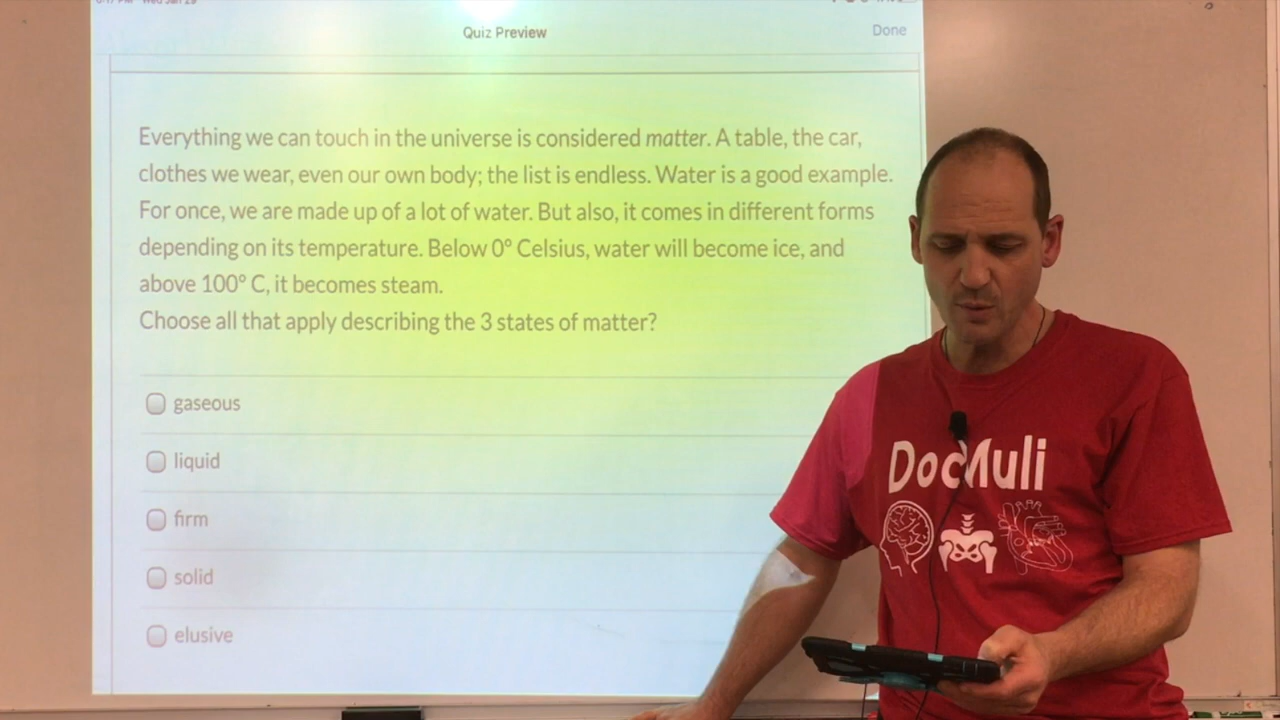 Quiz Preview
Done
Everything we can touch in the universe is considered matter. A table, the car,
clothes we wear, even our own body; the list is endless. Water is a good example.
For once, we are made up of a lot of water. But also, it comes in different forms
depending on its temperature. Below 0° Celsius, water will become ice, and
above 100° C, it becomes steam.
Choose all that apply describing the 3 states of matter?
gaseous
liquid
firm
solid
elusive
DocMuli